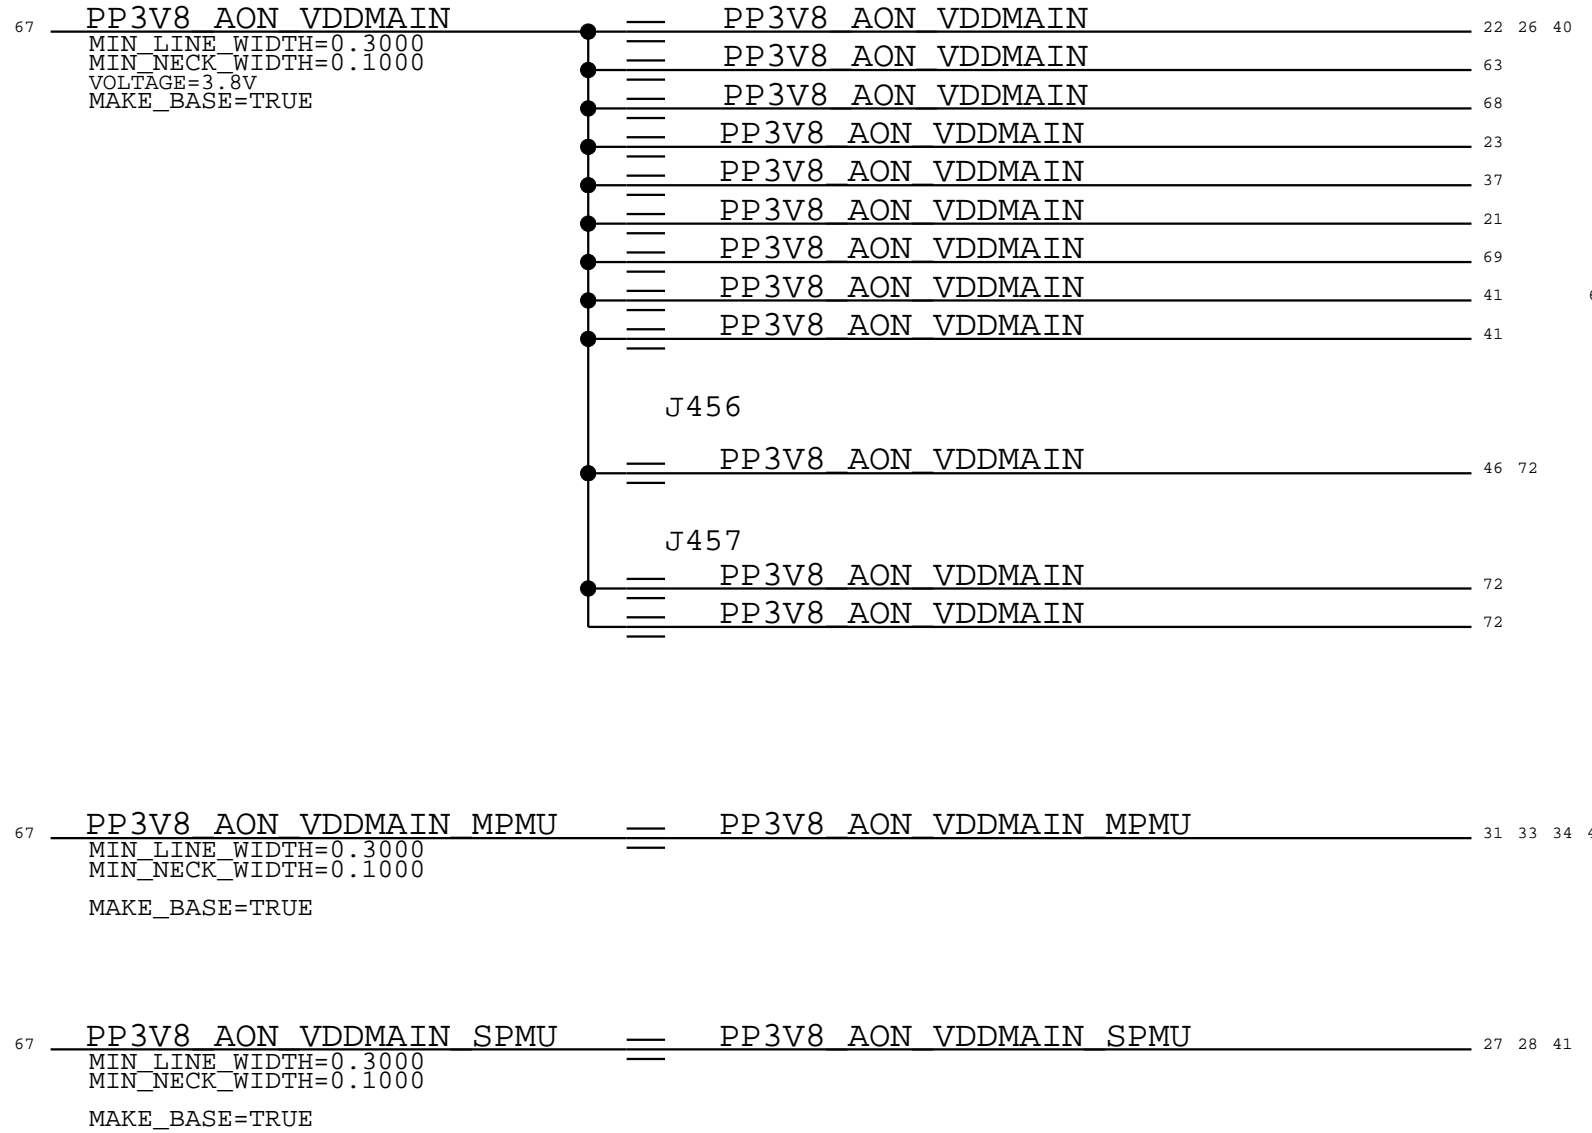 67 PP3V8_AON_VDDMAIN PP3V8_AON_VDDMAIN 22 26 40
MIN_LINE_WIDTH=0.3000
MIN_NECK_WIDTH=0.1000
VOLTAGE=3.8V
MAKE_BASE=TRUE
PP3V8_AON_VDDMAIN 63
PP3V8_AON_VDDMAIN 68
PP3V8_AON_VDDMAIN 23
PP3V8_AON_VDDMAIN 37
PP3V8_AON_VDDMAIN 21
PP3V8_AON_VDDMAIN 69
PP3V8_AON_VDDMAIN 41
PP3V8_AON_VDDMAIN 41
J456
PP3V8_AON_VDDMAIN 46 72
J457
PP3V8_AON_VDDMAIN 72
PP3V8_AON_VDDMAIN 72
67 PP3V8_AON_VDDMAIN_MPMU PP3V8_AON_VDDMAIN_MPMU 31 33 34
MIN_LINE_WIDTH=0.3000
MIN_NECK_WIDTH=0.1000
MAKE_BASE=TRUE
67 PP3V8_AON_VDDMAIN_SPMU PP3V8_AON_VDDMAIN_SPMU 27 28 41
MIN_LINE_WIDTH=0.3000
MIN_NECK_WIDTH=0.1000
MAKE_BASE=TRUE